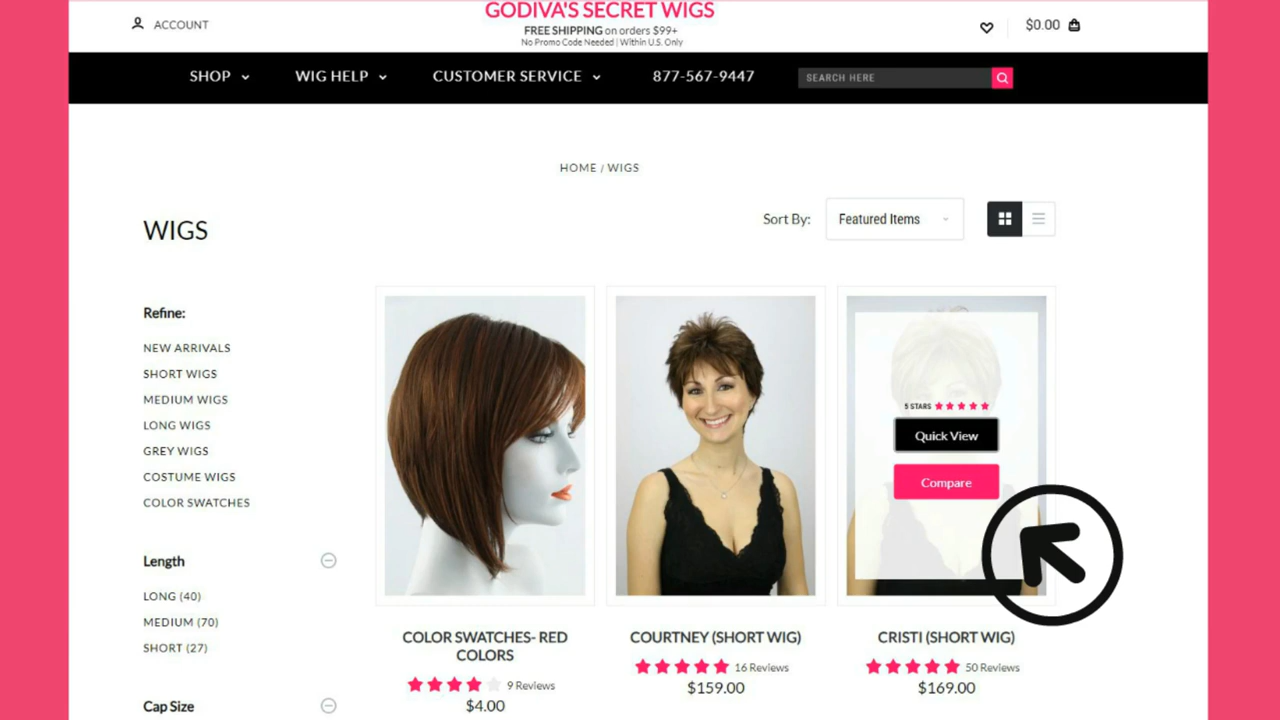 GODIVA'S SECRET WIGS
ACCOUNT
FREE SHIPPING on orders $99+
$0.00
No Promo Code Needed | Within U.S. Only
SHOP WIG HELP CUSTOMER SERVICE 877-567-9447 SEARCH HERE
HOME / WIGS
WIGS
Sort By: Featured Items
Refine:
NEW ARRIVALS
SHORT WIGS
MEDIUM WIGS
LONG WIGS
GREY WIGS
COSTUME WIGS
COLOR SWATCHES
Length
LONG (40)
MEDIUM (70)
SHORT (27)
Cap Size
COLOR SWATCHES- RED
COLORS
9 Reviews
$4.00
COURTNEY (SHORT WIG)
16 Reviews
$159.00
5 STARS
Quick View
Compare
CRISTI (SHORT WIG)
50 Reviews
$169.00